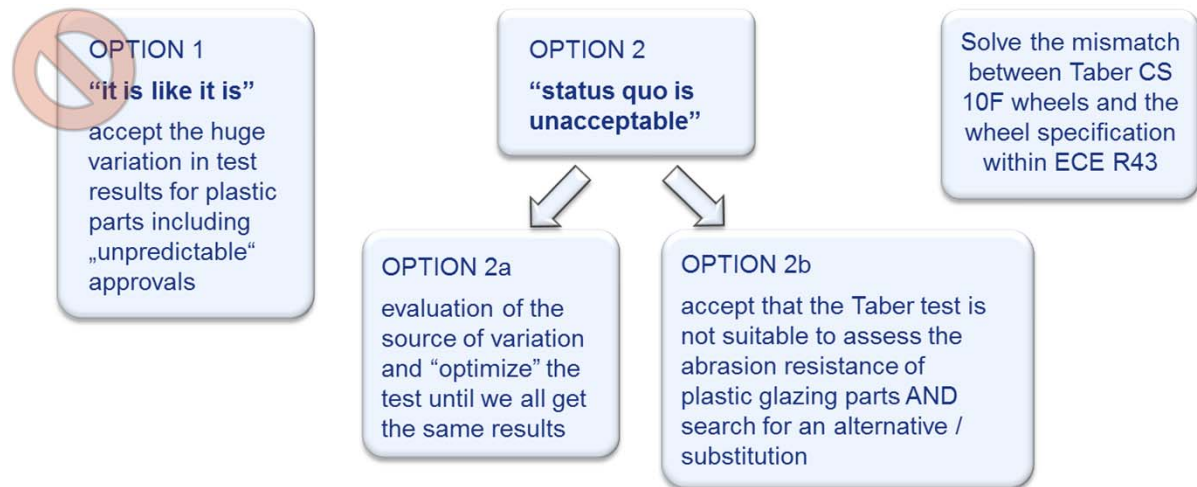 OPTION 1
“it is like it is”
accept the huge
variation in test
results for plastic
parts including
„unpredictable“
approvals
OPTION 2
“status quo is
unacceptable”
OPTION 2a
evaluation of the
source of variation
and “optimize” the
test until we all get
the same results
OPTION 2b
accept that the Taber test is
not suitable to assess the
abrasion resistance of
plastic glazing parts AND
search for an alternative /
substitution
Solve the mismatch
between Taber CS
10F wheels and the
wheel specification
within ECE R43